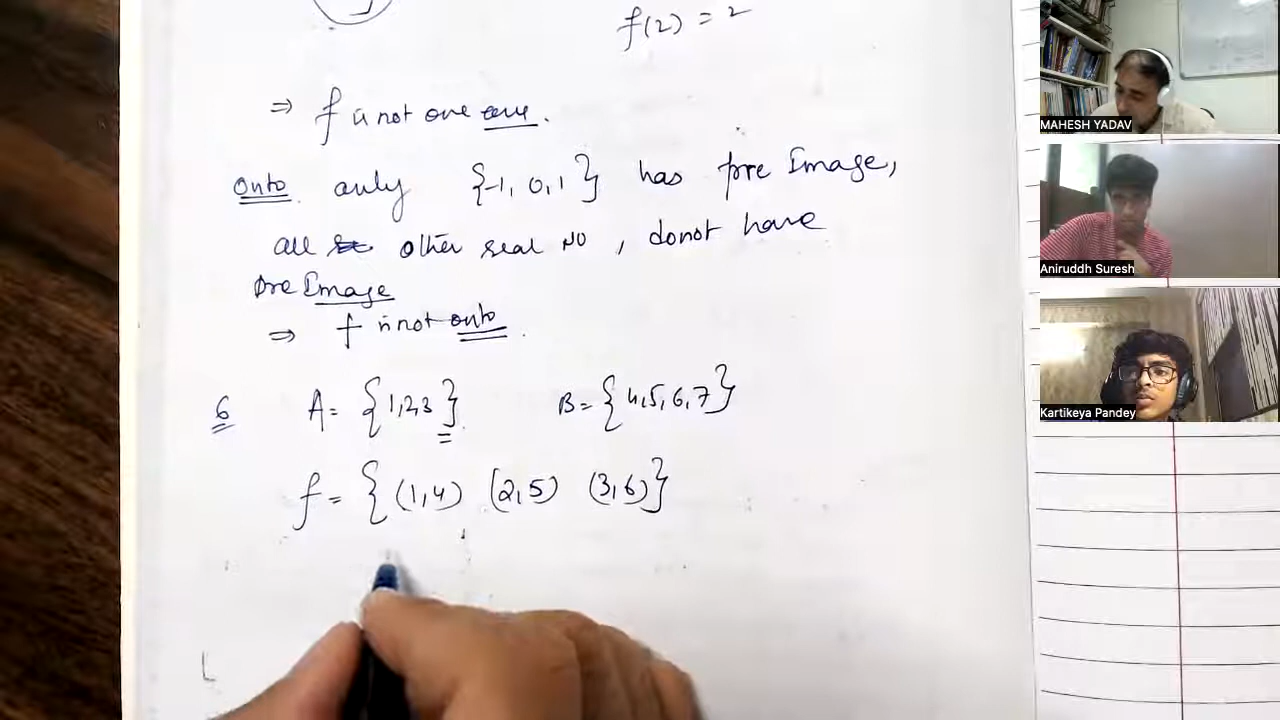 f(2) = 2
⇒ f is not one one.
Onto only {-1, 0, 1} has pre Image,
all other real No, donot have
pre Image
⇒ f is not onto.
6 A = {1,2,3}. B = {4,5,6,7}
f = {(1,4) (2,5) (3,6)}
MAHESH YADAV
Aniruddh Suresh
Kartikeya Pandey